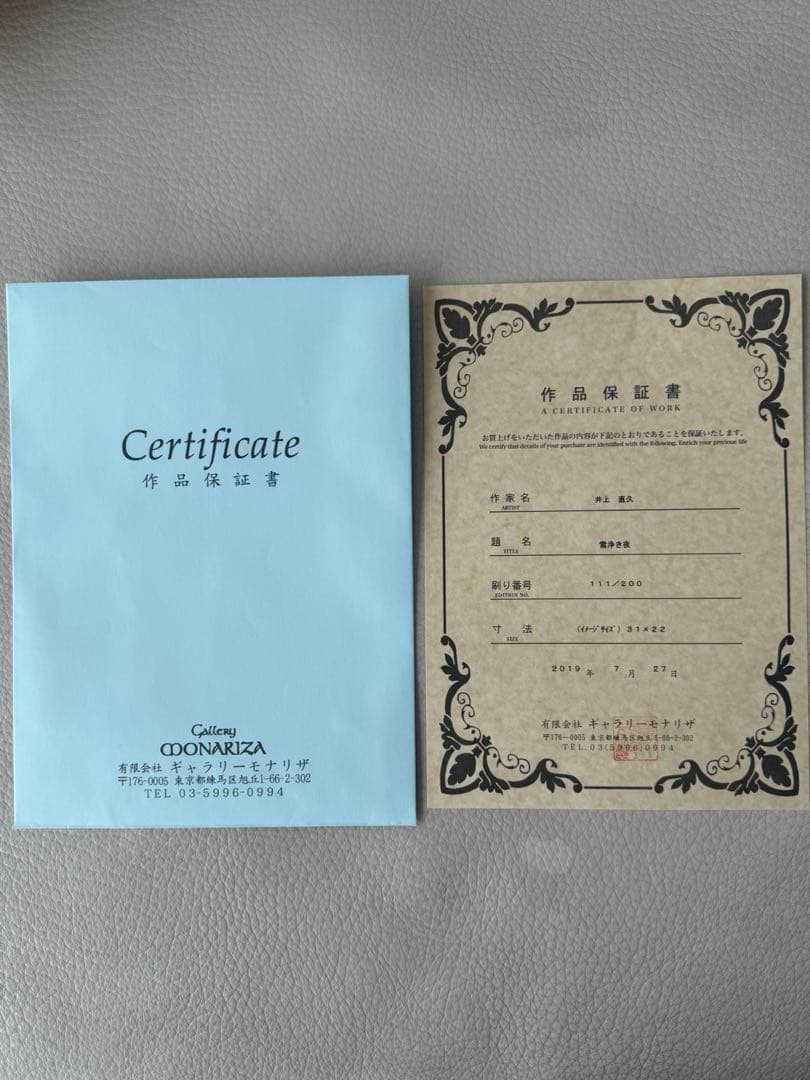 Certificate
作品保証書
Gallery
MONARIZA
有限会社 ギャラリーモナリザ
〒176-0005 東京都練馬区旭丘1-66-2-302
TEL 03-5996-0994
作品保証書
A CERTIFICATE OF WORK
お買上げをいただいた作品の内容が下記のとおりであることを保証いたします。
We certify that details of your purchase are identified with the following. Enrich your precious life
作家名 井上 直久
ARTIST
題名 雪浄き夜
TITLE
刷り番号 111/200
EDITION NO.
寸法 (イメージサイズ) 31×22
SIZE
2019年 7月 27日
有限会社 ギャラリーモナリザ
〒176-0005 東京都練馬区旭丘1-66-2-302
TEL.03(5996)0994